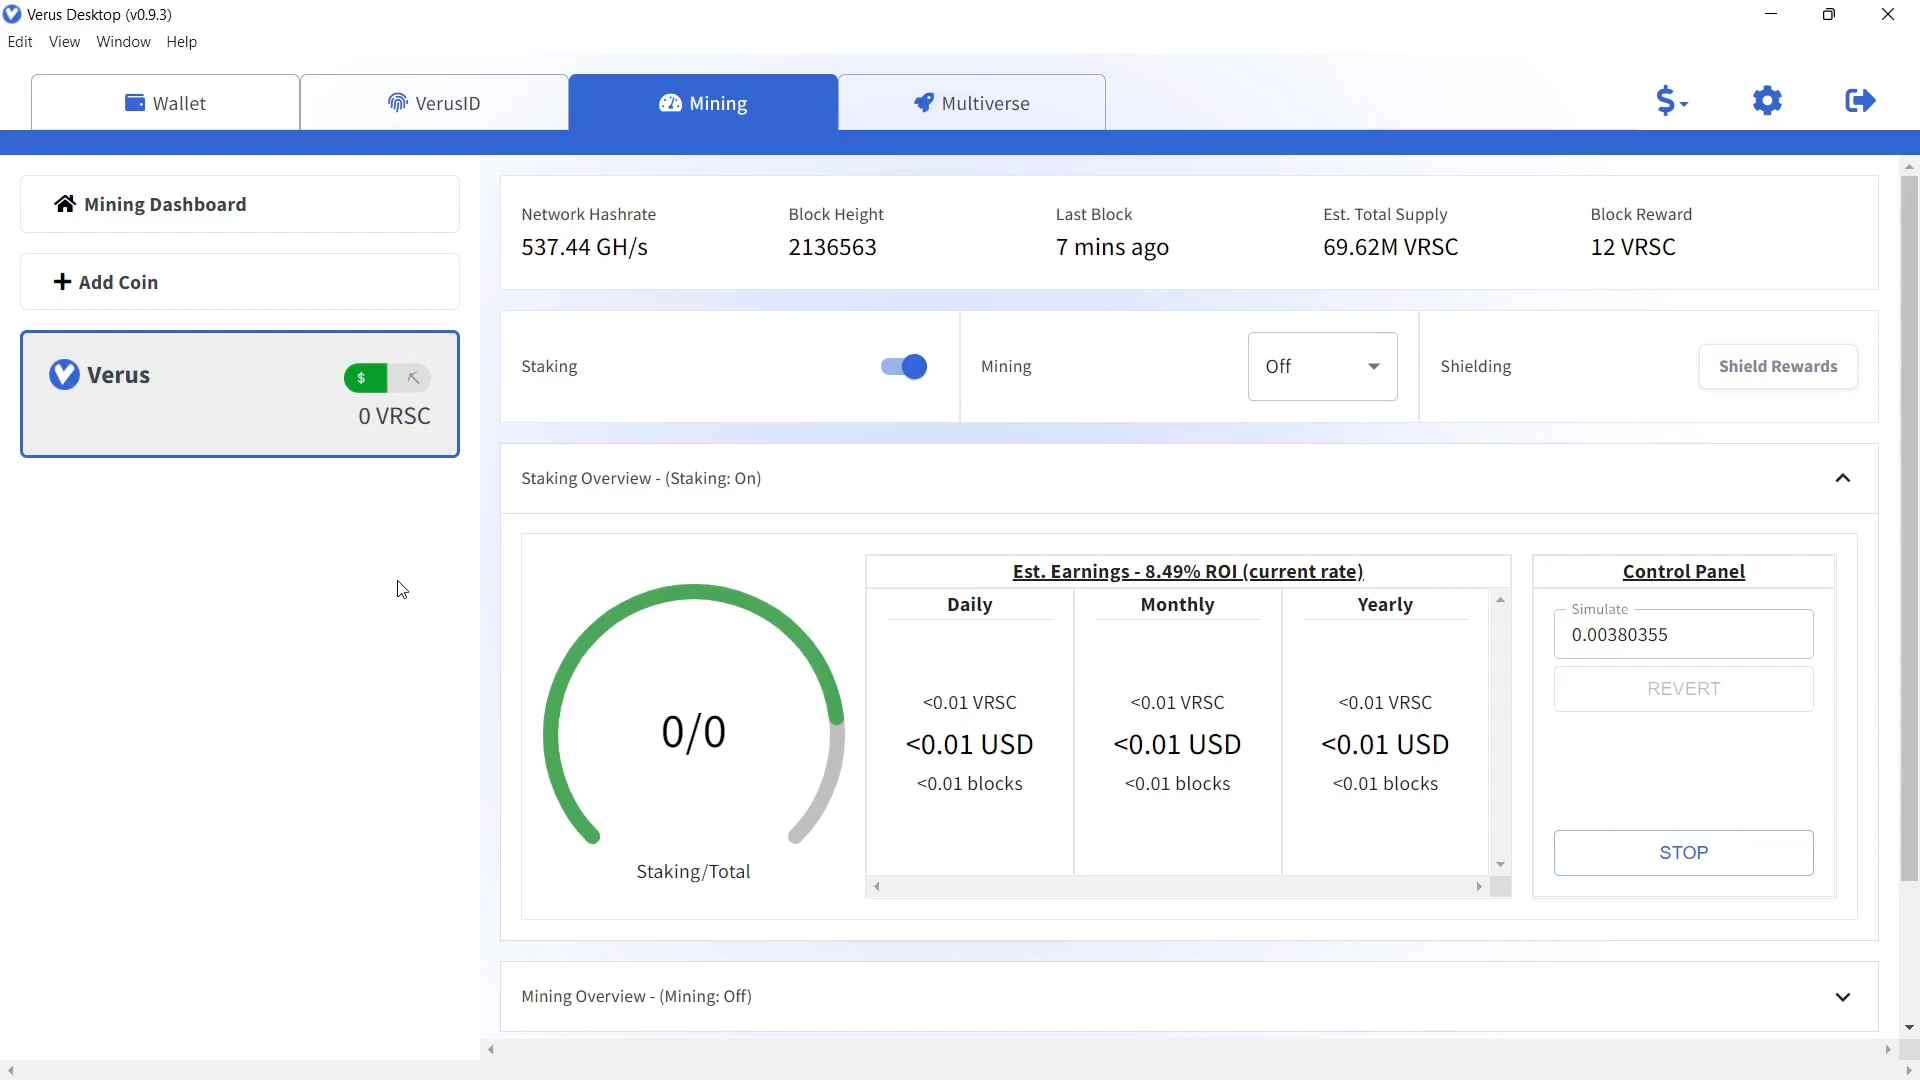 Verus Desktop (v0.9.3)
Edit View Window Help
Wallet
VerusID
Mining
Multiverse
$
Mining Dashboard
Add Coin
Verus
$
0 VRSC
Network Hashrate
537.44 GH/s
Block Height
2136563
Last Block
7 mins ago
Est. Total Supply
69.62M VRSC
Block Reward
12 VRSC
Staking
Mining
Off
Shielding
Shield Rewards
Staking Overview - (Staking: On)
0/0
Staking/Total
Est. Earnings - 8.49% ROI (current rate)
Daily
<0.01 VRSC
<0.01 USD
<0.01 blocks
Monthly
<0.01 VRSC
<0.01 USD
<0.01 blocks
Yearly
<0.01 VRSC
<0.01 USD
<0.01 blocks
Control Panel
Simulate
0.00380355
REVERT
STOP
Mining Overview - (Mining: Off)